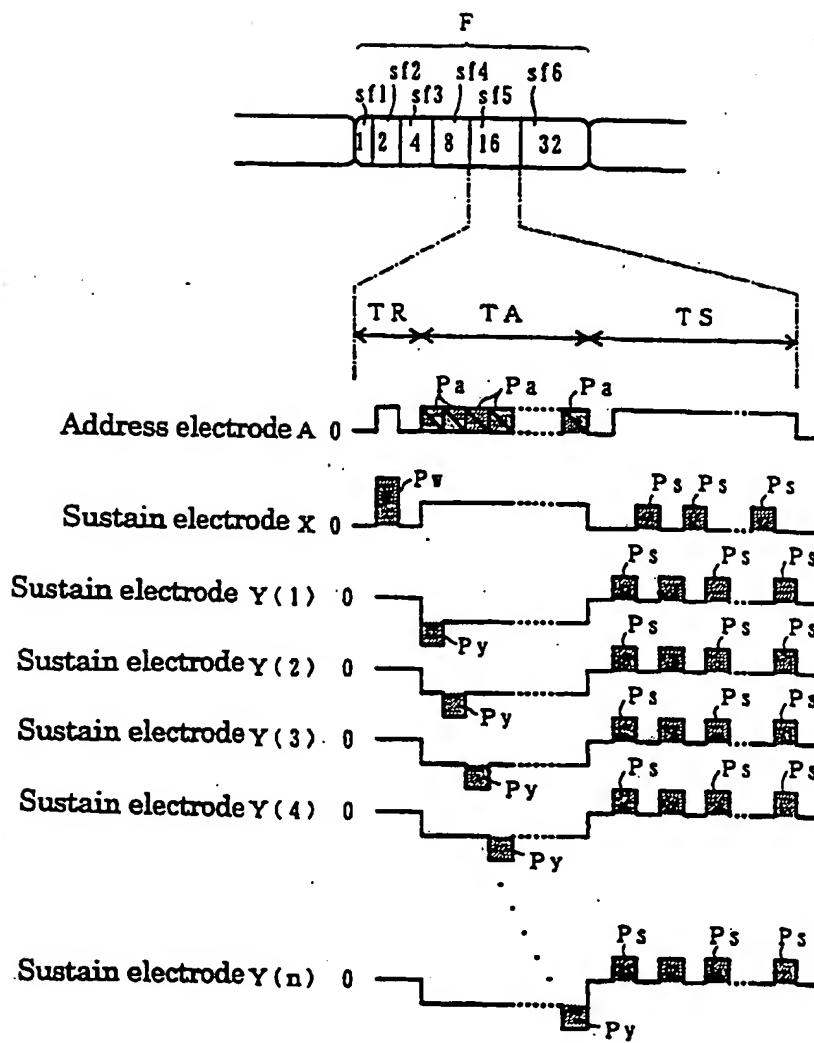 F
sf2 sf4 sf6
sf1 sf3 sf5
1 2 4 8 16 32
TR TA TS
Pa Pa Pa
Address electrode A 0
Pw Ps Ps Ps
Sustain electrode X 0
Ps Ps Ps
Sustain electrode Y(1) 0
Py
Ps Ps Ps
Sustain electrode Y(2) 0
Py
Ps Ps Ps
Sustain electrode Y(3) 0
Py
Ps Ps Ps
Sustain electrode Y(4) 0
Py
Ps Ps Ps
Sustain electrode Y(n) 0
Py